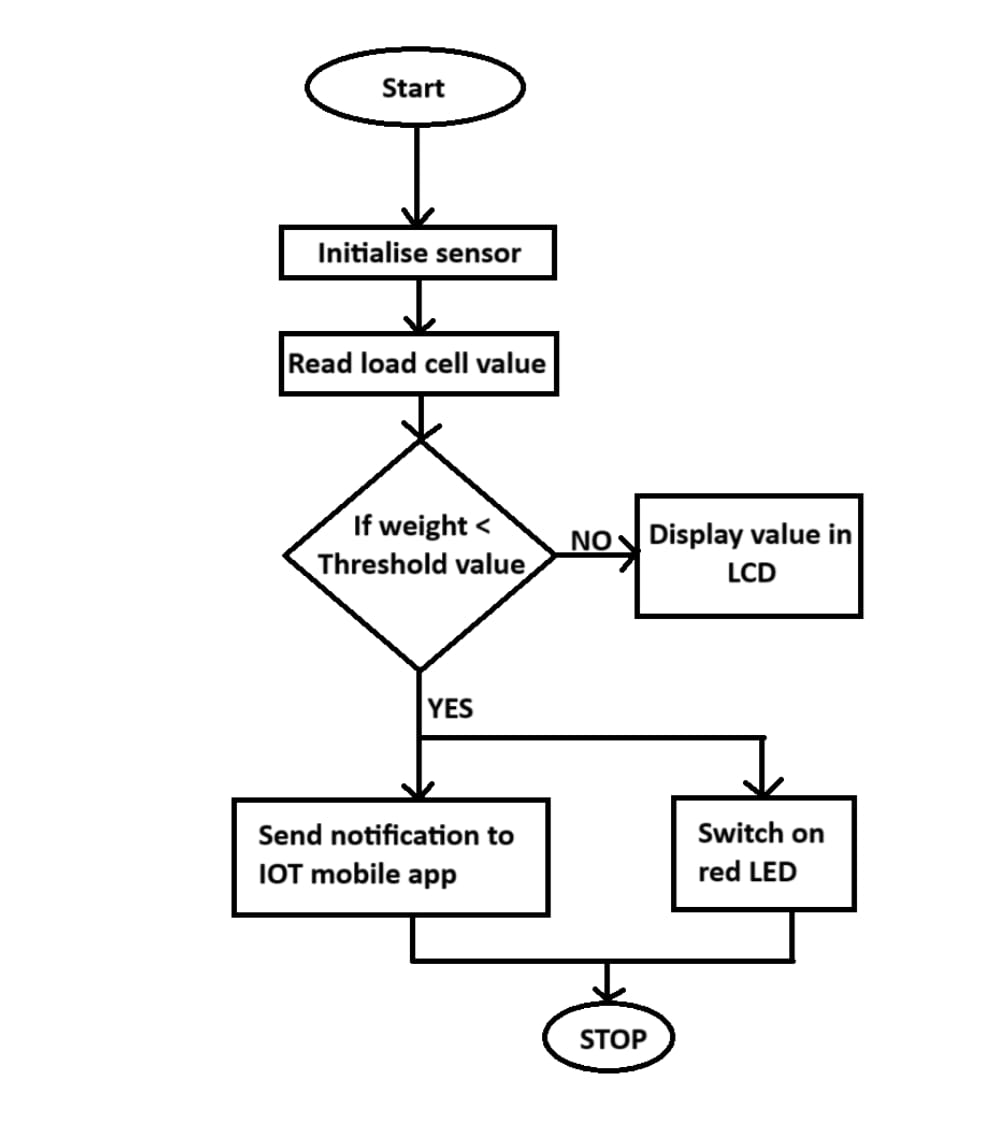 Start
Initialise sensor
Read load cell value
If weight <
Threshold value
NO
Display value in
LCD
YES
Send notification to
IOT mobile app
Switch on
red LED
STOP